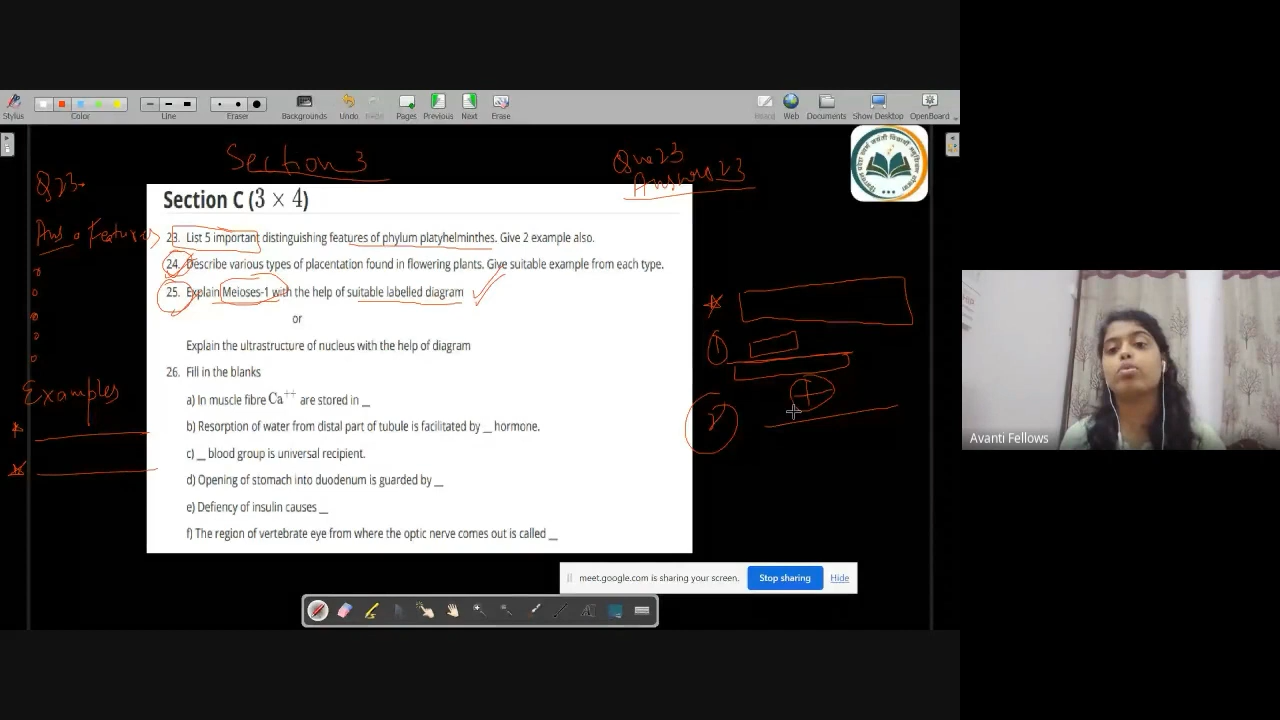 Stylus
Color
Line
Eraser
Backgrounds
Undo
Redo
Pages
Previous
Next
Erase
Web
Documents
Show Desktop
OpenBoard
Section 3
Que 23
Answer 23
Q 23.
Ans
Features
Section C (3 × 4)
23. List 5 important distinguishing features of phylum platyhelminthes. Give 2 example also.
24. Describe various types of placentation found in flowering plants. Give suitable example from each type.
25. Explain Meioses-1 with the help of suitable labelled diagram
or
Explain the ultrastructure of nucleus with the help of diagram
26. Fill in the blanks
a) In muscle fibre Ca++ are stored in _
b) Resorption of water from distal part of tubule is facilitated by _ hormone.
c) _ blood group is universal recipient.
d) Opening of stomach into duodenum is guarded by _
e) Defiency of insulin causes _
f) The region of vertebrate eye from where the optic nerve comes out is called _
Examples
1
2
meet.google.com is sharing your screen.
Stop sharing
Hide
Avanti Fellows